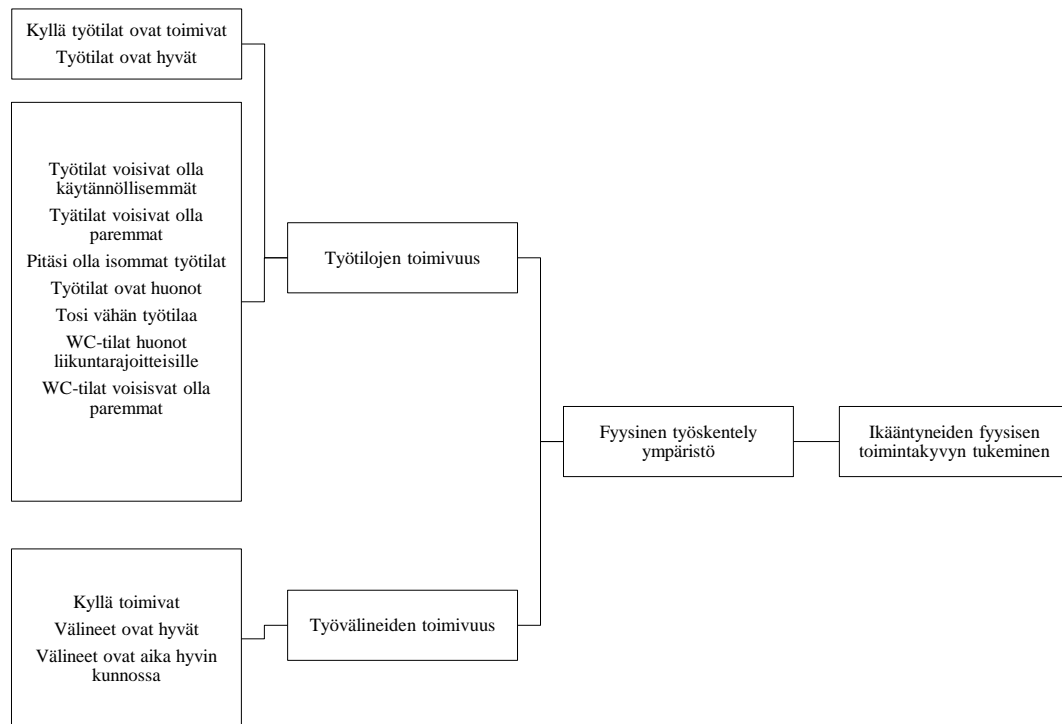 Kyllä työtilat ovat toimivat
Työtilat ovat hyvät
Työtilat voisivat olla
käytännöllisemmät
Tyätilat voisivat olla
paremmat
Pitäsi olla isommat työtilat
Työtilat ovat huonot
Tosi vähän työtilaa
WC-tilat huonot
liikuntarajoitteisille
WC-tilat voisisvat olla
paremmat
Työtilojen toimivuus
Fyysinen työskentely
ympäristö
Ikääntyneiden fyysisen
toimintakyvyn tukeminen
Kyllä toimivat
Välineet ovat hyvät
Välineet ovat aika hyvin
kunnossa
Työvälineiden toimivuus